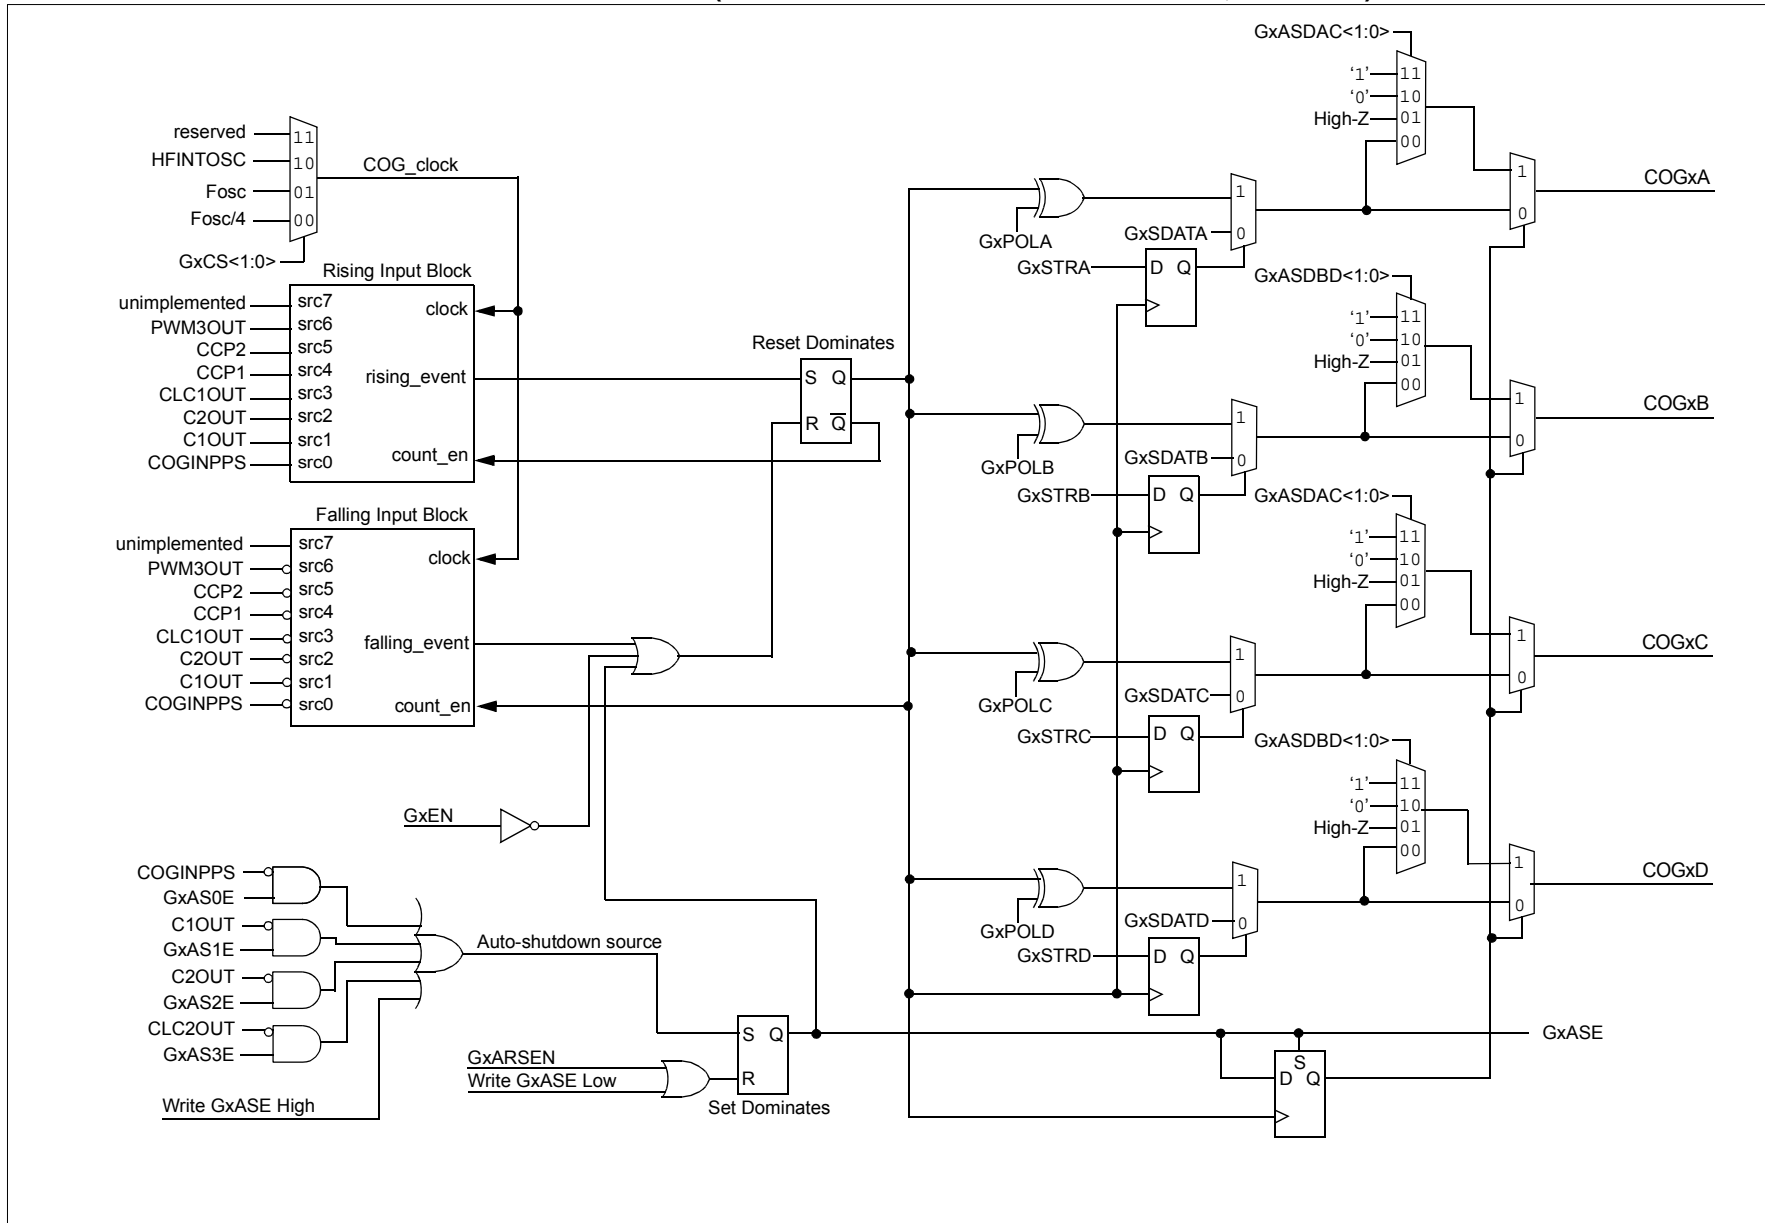 GxASDAC<1:0>
'1'
11
'0'
10
High-Z
01
00
1
0
COGxA
reserved
11
HFINTOSC
10
Fosc
01
Fosc/4
00
GxCS<1:0>
COG_clock
Rising Input Block
unimplemented
src7
PWM3OUT
src6
CCP2
src5
CCP1
src4
CLC1OUT
src3
C2OUT
src2
C1OUT
src1
COGINPPS
src0
clock
rising_event
count_en
Reset Dominates
S Q
R Q
Falling Input Block
unimplemented
src7
PWM3OUT
src6
CCP2
src5
CCP1
src4
CLC1OUT
src3
C2OUT
src2
C1OUT
src1
COGINPPS
src0
clock
falling_event
count_en
GxEN
COGINPPS
GxAS0E
C1OUT
GxAS1E
C2OUT
GxAS2E
CLC2OUT
GxAS3E
Write GxASE High
Auto-shutdown source
GxARSEN
Write GxASE Low
S Q
R
Set Dominates
GxPOLA
GxSDATA
1
0
GxSTRA
D Q
GxASDBD<1:0>
'1'
11
'0'
10
High-Z
01
00
1
0
COGxB
GxPOLB
GxSDATB
1
0
GxSTRB
D Q
GxASDAC<1:0>
'1'
11
'0'
10
High-Z
01
00
1
0
COGxC
GxPOLC
GxSDATC
1
0
GxSTRC
D Q
GxASDBD<1:0>
'1'
11
'0'
10
High-Z
01
00
1
0
COGxD
GxPOLD
GxSDATD
1
0
GxSTRD
D Q
GxASE
S
D Q